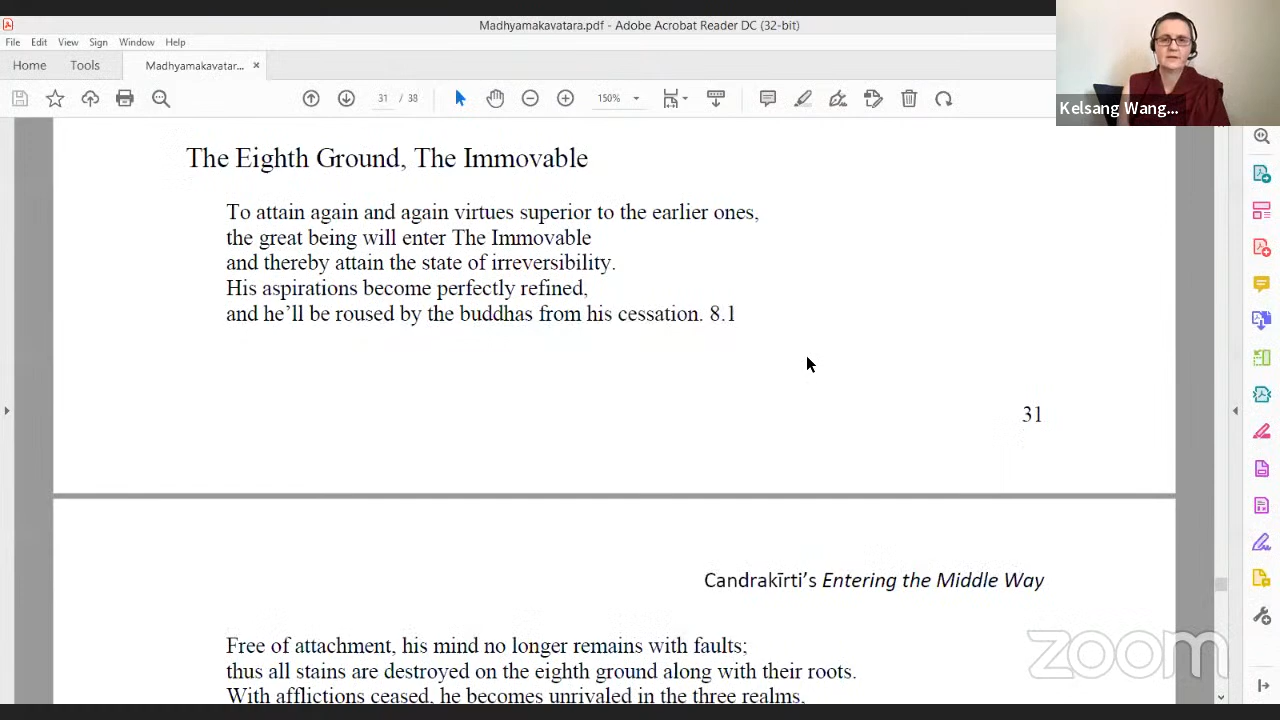 Madhyamakavatara.pdf - Adobe Acrobat Reader DC (32-bit)
File Edit View Sign Window Help
Home Tools Madhyamakavatar... ×
31 / 38 150%
Kelsang Wang...
The Eighth Ground, The Immovable
To attain again and again virtues superior to the earlier ones,
the great being will enter The Immovable
and thereby attain the state of irreversibility.
His aspirations become perfectly refined,
and he’ll be roused by the buddhas from his cessation. 8.1
31
Candrakīrti’s Entering the Middle Way
Free of attachment, his mind no longer remains with faults;
thus all stains are destroyed on the eighth ground along with their roots.
With afflictions ceased, he becomes unrivaled in the three realms,
zoom